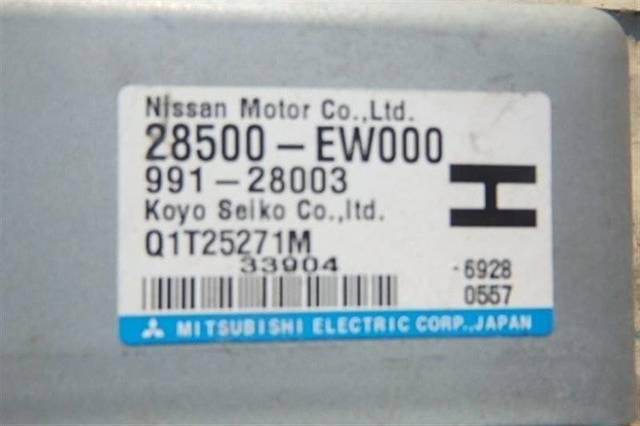 Nissan Motor Co.,Ltd.
28500-EW000
991-28003
H
Koyo Seiko Co.,ltd.
Q1T25271M
33904
-6928
0557
MITSUBISHI ELECTRIC CORP.,JAPAN